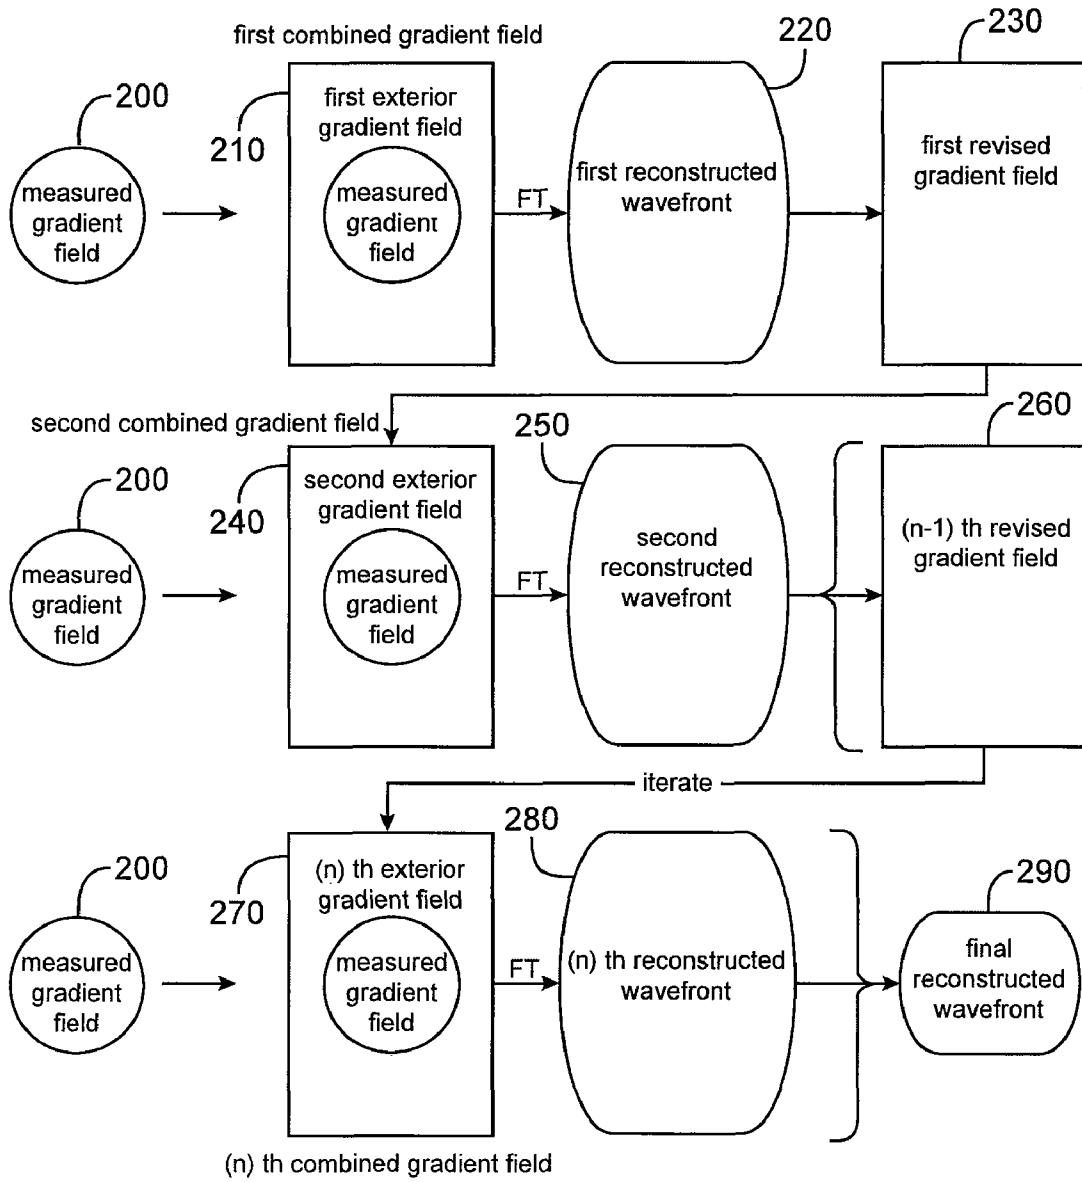 first combined gradient field
220
230
200
210
first exterior
gradient field
measured
gradient
field
measured
gradient
field
FT
first reconstructed
wavefront
first revised
gradient field
second combined gradient field
250
260
200
240
second exterior
gradient field
measured
gradient
field
measured
gradient
field
FT
second
reconstructed
wavefront
(n-1) th revised
gradient field
iterate
280
200
270
(n) th exterior
gradient field
290
measured
gradient
field
measured
gradient
field
FT
(n) th reconstructed
wavefront
final
reconstructed
wavefront
(n) th combined gradient field